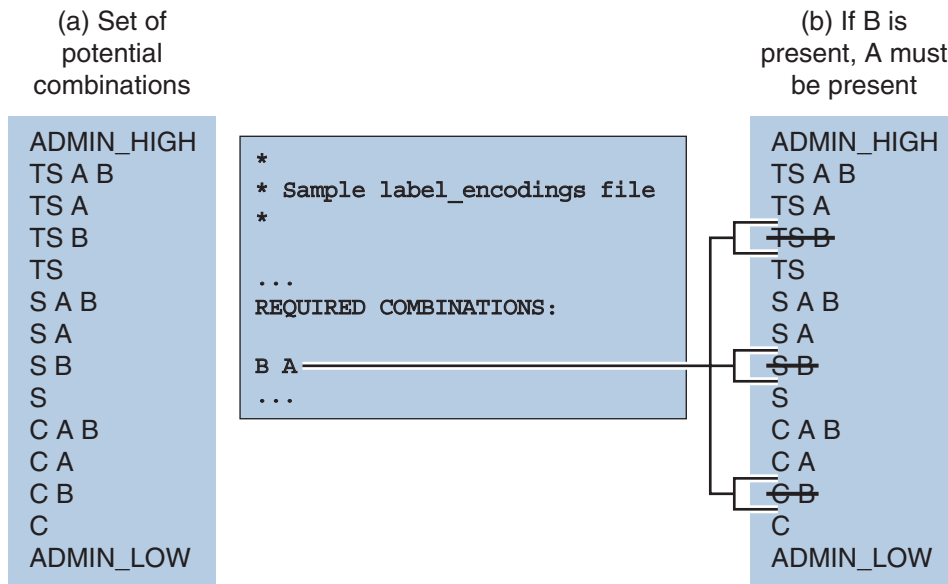 (a) Set of
potential
combinations
ADMIN_HIGH
TS A B
TS A
TS B
TS
S A B
S A
S B
S
C A B
C A
C B
C
ADMIN_LOW
*
* Sample label_encodings file
*
...
REQUIRED COMBINATIONS:
B A
...
(b) If B is
present, A must
be present
ADMIN_HIGH
TS A B
TS A
TS B
TS
S A B
S A
S B
S
C A B
C A
C B
C
ADMIN_LOW